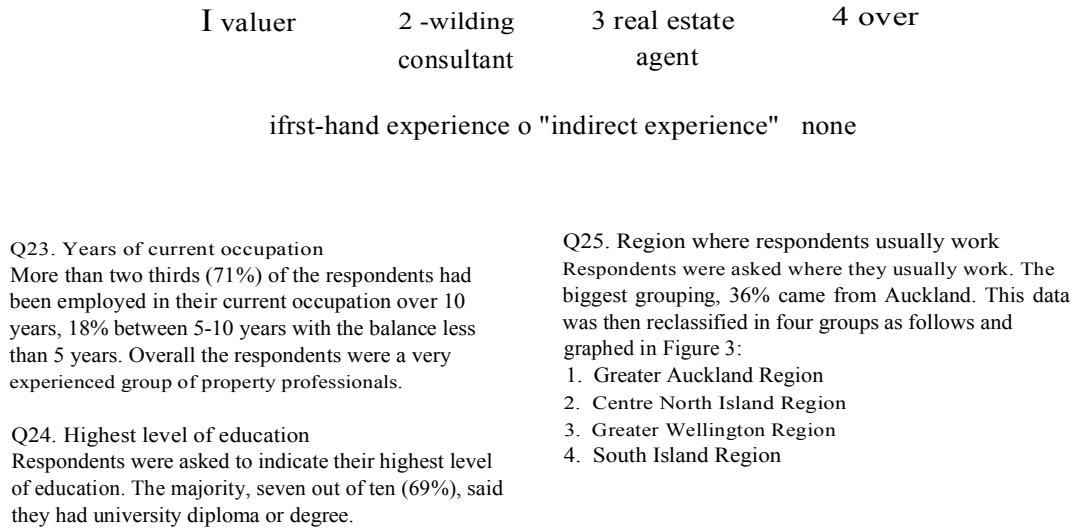 I valuer 2 -wilding 3 real estate 4 over
consultant agent
ifrst-hand experience o "indirect experience" none
Q23. Years of current occupation
More than two thirds (71%) of the respondents had
been employed in their current occupation over 10
years, 18% between 5-10 years with the balance less
than 5 years. Overall the respondents were a very
experienced group of property professionals.
Q24. Highest level of education
Respondents were asked to indicate their highest level
of education. The majority, seven out of ten (69%), said
they had university diploma or degree.
Q25. Region where respondents usually work
Respondents were asked where they usually work. The
biggest grouping, 36% came from Auckland. This data
was then reclassified in four groups as follows and
graphed in Figure 3:
1. Greater Auckland Region
2. Centre North Island Region
3. Greater Wellington Region
4. South Island Region